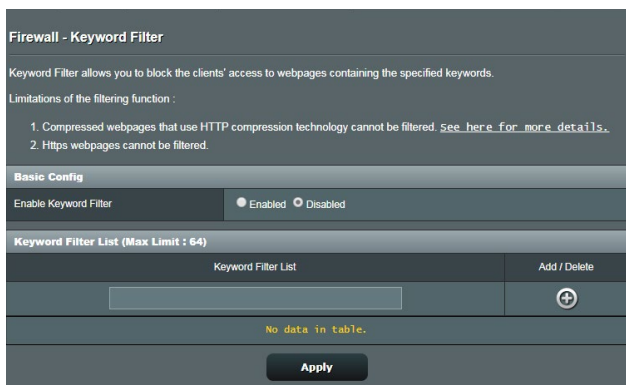 Firewall - Keyword Filter
Keyword Filter allows you to block the clients' access to webpages containing the specified keywords.
Limitations of the filtering function :
1. Compressed webpages that use HTTP compression technology cannot be filtered. See here for more details.
2. Https webpages cannot be filtered.
Basic Config
Enable Keyword Filter Enabled Disabled
Keyword Filter List (Max Limit : 64)
Keyword Filter List Add / Delete
No data in table.
Apply